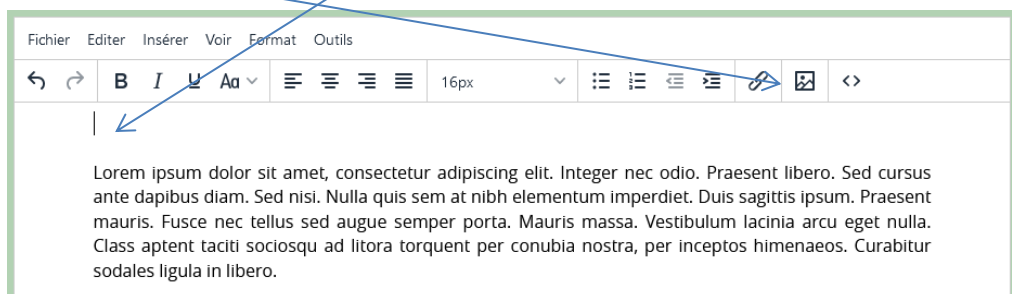 Fichier Editer Insérer Voir Format Outils
B I U Aa 16px
Lorem ipsum dolor sit amet, consectetur adipiscing elit. Integer nec odio. Praesent libero. Sed cursus
ante dapibus diam. Sed nisi. Nulla quis sem at nibh elementum imperdiet. Duis sagittis ipsum. Praesent
mauris. Fusce nec tellus sed augue semper porta. Mauris massa. Vestibulum lacinia arcu eget nulla.
Class aptent taciti sociosqu ad litora torquent per conubia nostra, per inceptos himenaeos. Curabitur
sodales ligula in libero.